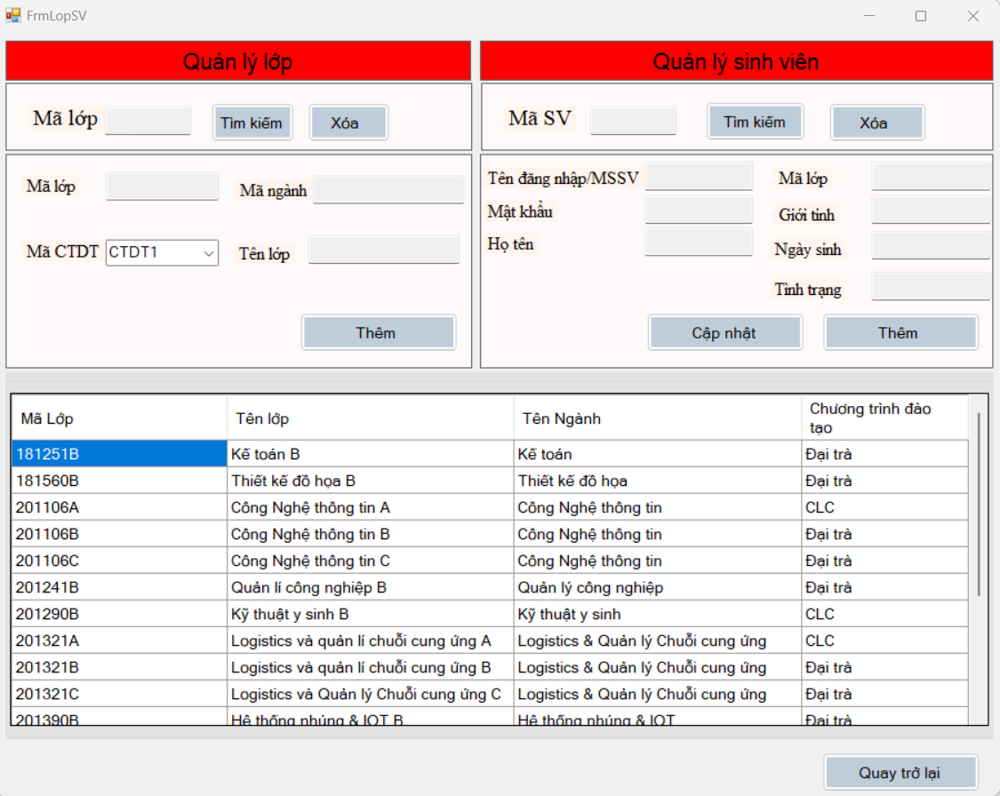 FrmLopSV
Quản lý lớp
Quản lý sinh viên
Mã lớp
Tìm kiếm
Xóa
Mã SV
Tìm kiếm
Xóa
Mã lớp
Mã ngành
Mã CTDT
CTDT1
Tên lớp
Thêm
Tên đăng nhập/MSSV
Mã lớp
Mật khẩu
Giới tính
Họ tên
Ngày sinh
Tình trạng
Cập nhật
Thêm
Mã Lớp Tên lớp Tên Ngành Chương trình đào
tạo
181251B Kế toán B Kế toán Đại trà
181560B Thiết kế đồ họa B Thiết kế đồ họa Đại trà
201106A Công Nghệ thông tin A Công Nghệ thông tin CLC
201106B Công Nghệ thông tin B Công Nghệ thông tin Đại trà
201106C Công Nghệ thông tin C Công Nghệ thông tin Đại trà
201241B Quản lí công nghiệp B Quản lý công nghiệp Đại trà
201290B Kỹ thuật y sinh B Kỹ thuật y sinh CLC
201321A Logistics và quản lí chuỗi cung ứng A Logistics & Quản lý Chuỗi cung ứng CLC
201321B Logistics và quản lí chuỗi cung ứng B Logistics & Quản lý Chuỗi cung ứng Đại trà
201321C Logistics và Quản lý Chuỗi cung ứng C Logistics & Quản lý Chuỗi cung ứng Đại trà
201390B Hệ thống nhúng & IOT B Hệ thống nhúng & IOT Đại trà
Quay trở lại